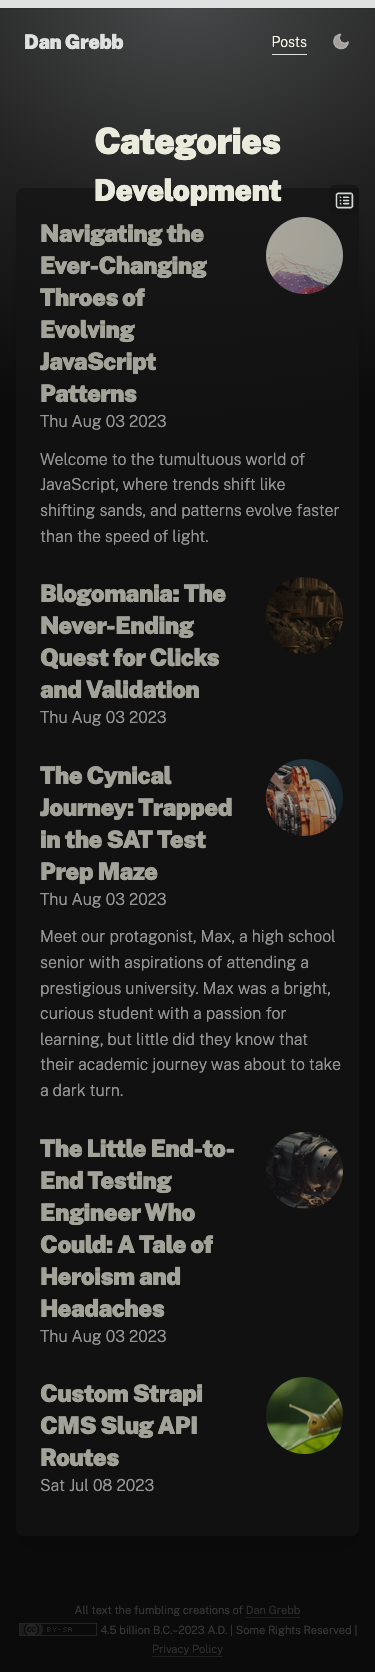 Dan Grebb
Posts
Categories
Development
Navigating the
Ever-Changing
Throes of
Evolving
JavaScript
Patterns
Thu Aug 03 2023
Welcome to the tumultuous world of
JavaScript, where trends shift like
shifting sands, and patterns evolve faster
than the speed of light.
Blogomania: The
Never-Ending
Quest for Clicks
and Validation
Thu Aug 03 2023
The Cynical
Journey: Trapped
in the SAT Test
Prep Maze
Thu Aug 03 2023
Meet our protagonist, Max, a high school
senior with aspirations of attending a
prestigious university. Max was a bright,
curious student with a passion for
learning, but little did they know that
their academic journey was about to take
a dark turn.
The Little End-to-
End Testing
Engineer Who
Could: A Tale of
Heroism and
Headaches
Thu Aug 03 2023
Custom Strapi
CMS Slug API
Routes
Sat Jul 08 2023
All text the fumbling creations of Dan Grebb
cc BY-SA 4.5 billion B.C.–2023 A.D. | Some Rights Reserved |
Privacy Policy